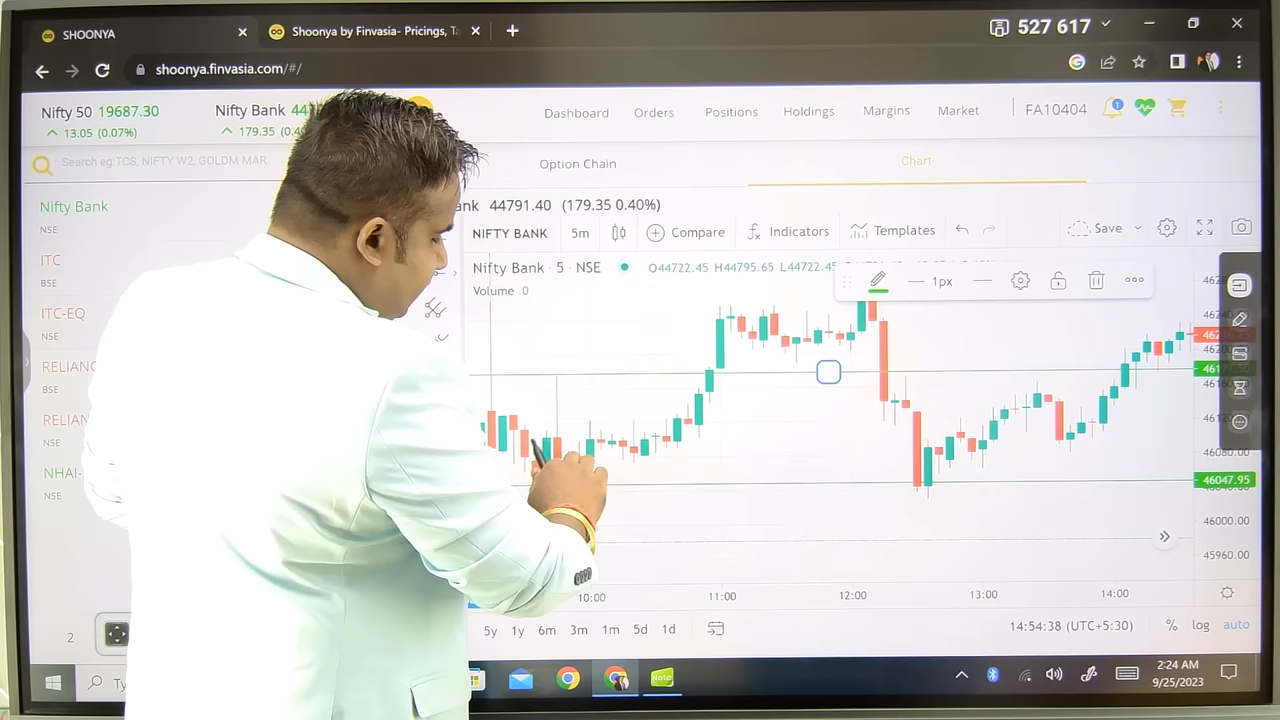 SHOONYA
Shoonya by Finvasia- Pricings,
527 617
shoonya.finvasia.com/#/
Nifty 50 19687.30
13.05 (0.07%)
Nifty Bank
179.35
Dashboard Orders Positions Holdings Margins Market
FA10404
1
Search eg:TCS, NIFTY W2, GOLDM MAR
Option Chain
Chart
Nifty Bank
NSE
ITC
BSE
ITC-EQ
NSE
BSE
NSE
NHAI-
NSE
44791.40 (179.35 0.40%)
NIFTY BANK 5m Compare Indicators Templates Save
Nifty Bank · 5 · NSE O44722.45 H44795.65 L44722.45
Volume 0
1px
46120
46080.00
46047.95
46000.00
45960.00
10:00 11:00 12:00 13:00 14:00
5y 1y 6m 3m 1m 5d 1d
14:54:38 (UTC+5:30) % log auto
2
2:24 AM
9/25/2023